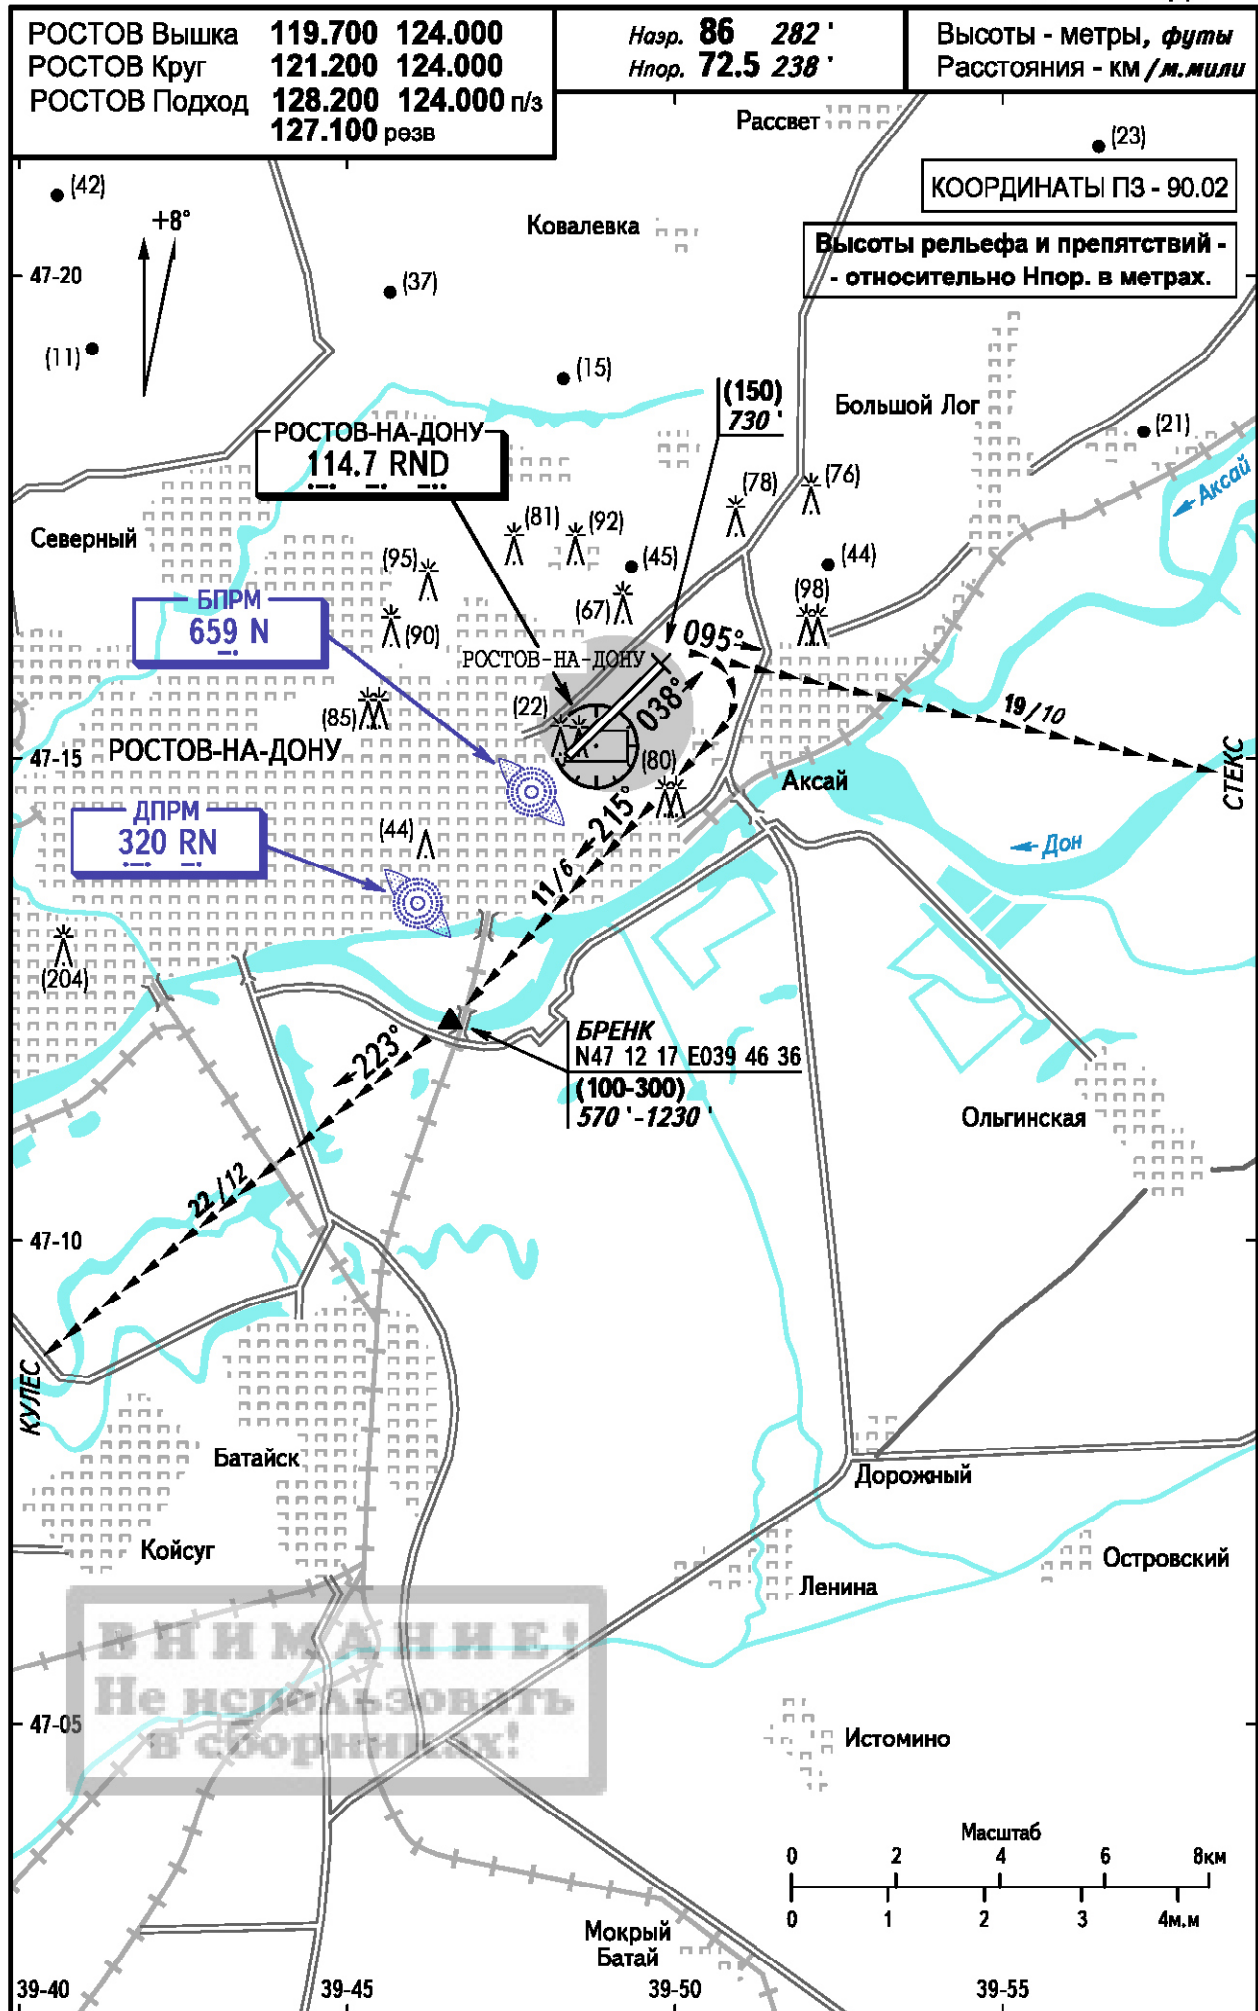 РОСТОВ Вышка 119.700 124.000
РОСТОВ Круг 121.200 124.000
РОСТОВ Подход 128.200 124.000 п/з
127.100 резв
Наэр. 86 282 '
Нпор. 72.5 238 '
Высоты - метры, футы
Расстояния - км/м.мили
Рассвет
(23)
КООРДИНАТЫ ПЗ - 90.02
(42)
+8°
Ковалевка
Высоты рельефа и препятствий -
- относительно Нпор. в метрах.
47-20
(37)
(11)
(15)
(150)
730 '
Большой Лог
(21)
РОСТОВ-НА-ДОНУ
114.7 RND
Аксай
(78)
(76)
Северный
(81)
(92)
(95)
(45)
(44)
БПРМ
659 N
(67)
(98)
(90)
095°
РОСТОВ-НА-ДОНУ
038°
(22)
(85)
19/10
РОСТОВ-НА-ДОНУ
47-15
(80)
Аксай
СТЕКС
ДПРМ
320 RN
(44)
215°
Дон
11/6
(204)
БРЕНК
N47 12 17 E039 46 36
(100-300)
570 '-1230 '
223°
Ольгинская
22/12
47-10
КУЛЕС
Батайск
Дорожный
Койсуг
Островский
Ленина
ВНИМАНИЕ!
Не использовать
в сборниках!
47-05
Истомино
Масштаб
0 2 4 6 8км
0 1 2 3 4м.м
Мокрый
Батай
39-40 39-45 39-50 39-55